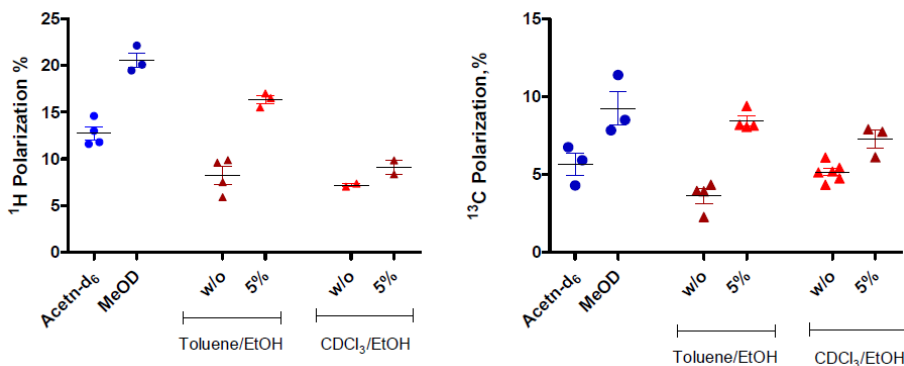 25
20
15
10
5
0
¹H Polarization %
Acetn-d₆
MeOD
w/o
5%
w/o
5%
Toluene/EtOH
CDCl₃/EtOH
15
10
5
0
¹³C Polarization,%
Acetn-d₆
MeOD
w/o
5%
w/o
5%
Toluene/EtOH
CDCl₃/EtOH